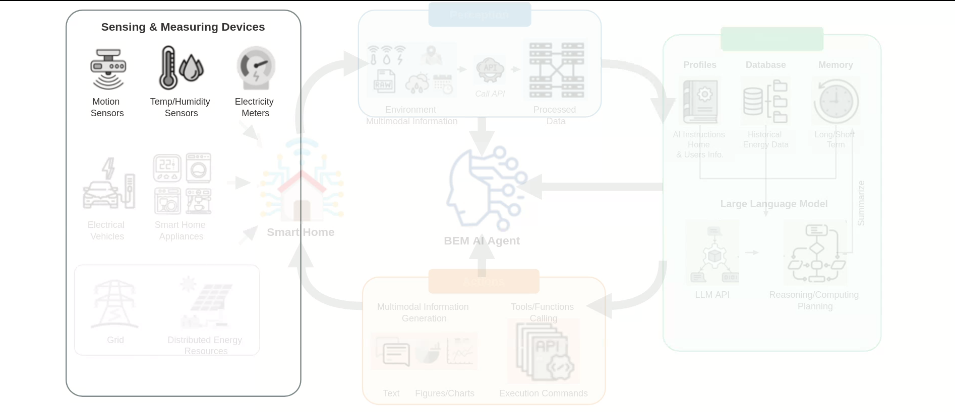 Sensing & Measuring Devices
Motion
Sensors
Temp/Humidity
Sensors
Electricity
Meters
Electrical
Vehicles
Smart Home
Appliances
Grid
Distributed Energy
Resources
Smart Home
Environment
Multimodal Information
Call API
Processed
Data
BEM AI Agent
Multimodal Information
Generation
Tools/Functions
Calling
API
Text
Figures/Charts
Execution Commands
Profiles
Database
Memory
AI Instructions
Home
& Users Info.
Historical
Energy Data
Long/Short
Term
Large Language Model
Summarize
LLM API
Reasoning/Computing
Planning